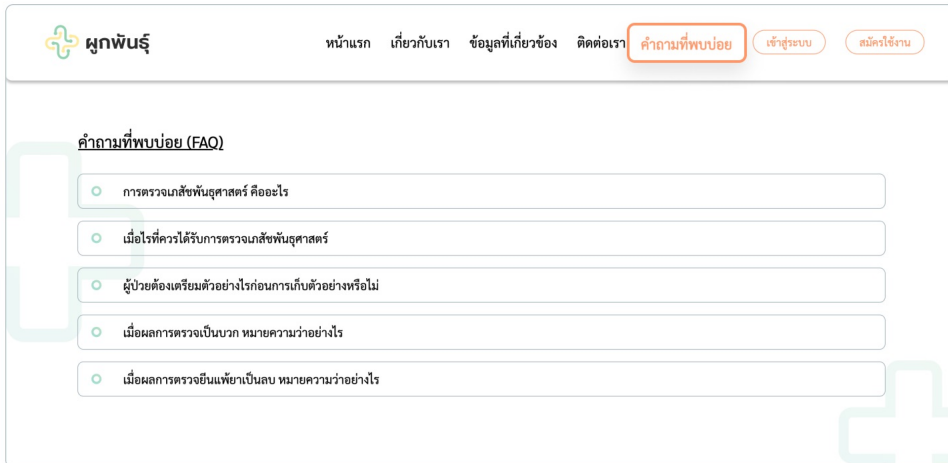 ผูกพันธุ์
หน้าแรก เกี่ยวกับเรา ข้อมูลที่เกี่ยวข้อง ติดต่อเรา คำถามที่พบบ่อย เข้าสู่ระบบ สมัครใช้งาน
คำถามที่พบบ่อย (FAQ)
การตรวจเภสัชพันธุศาสตร์ คืออะไร
เมื่อไรที่ควรได้รับการตรวจเภสัชพันธุศาสตร์
ผู้ป่วยต้องเตรียมตัวอย่างไรก่อนการเก็บตัวอย่างหรือไม่
เมื่อผลการตรวจเป็นบวก หมายความว่าอย่างไร
เมื่อผลการตรวจยีนแพ้ยาเป็นลบ หมายความว่าอย่างไร